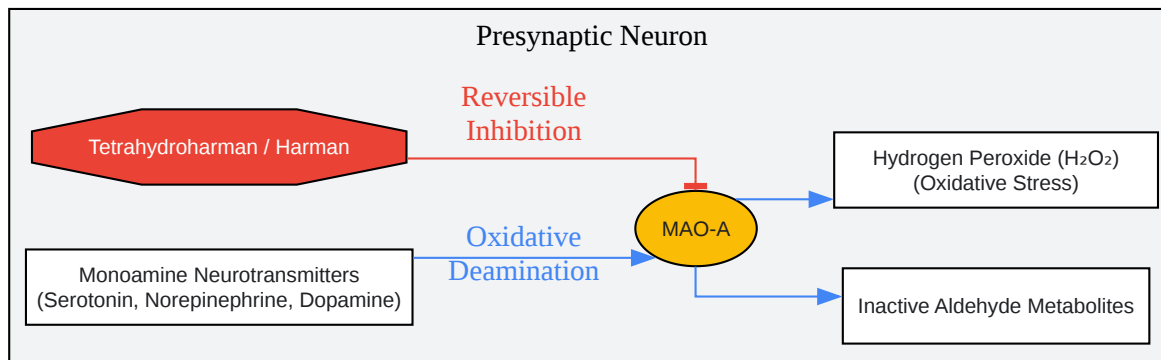 Presynaptic Neuron
Reversible
Inhibition
Tetrahydroharman / Harman
Hydrogen Peroxide (H₂O₂)
(Oxidative Stress)
MAO-A
Oxidative
Deamination
Monoamine Neurotransmitters
(Serotonin, Norepinephrine, Dopamine)
Inactive Aldehyde Metabolites